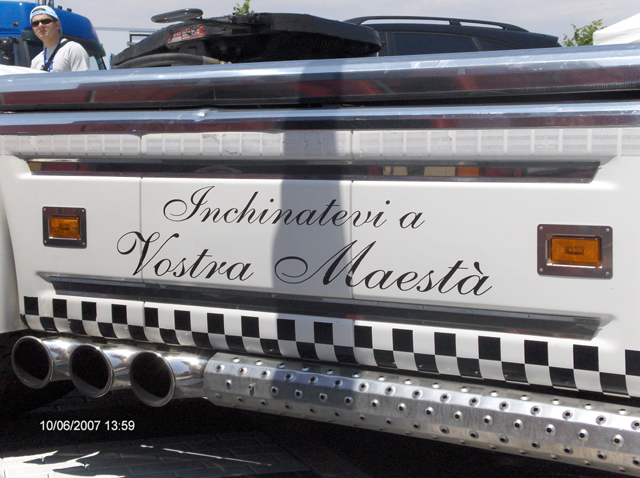 Inchinatevi a
Vostra Maestà
10/06/2007 13:59